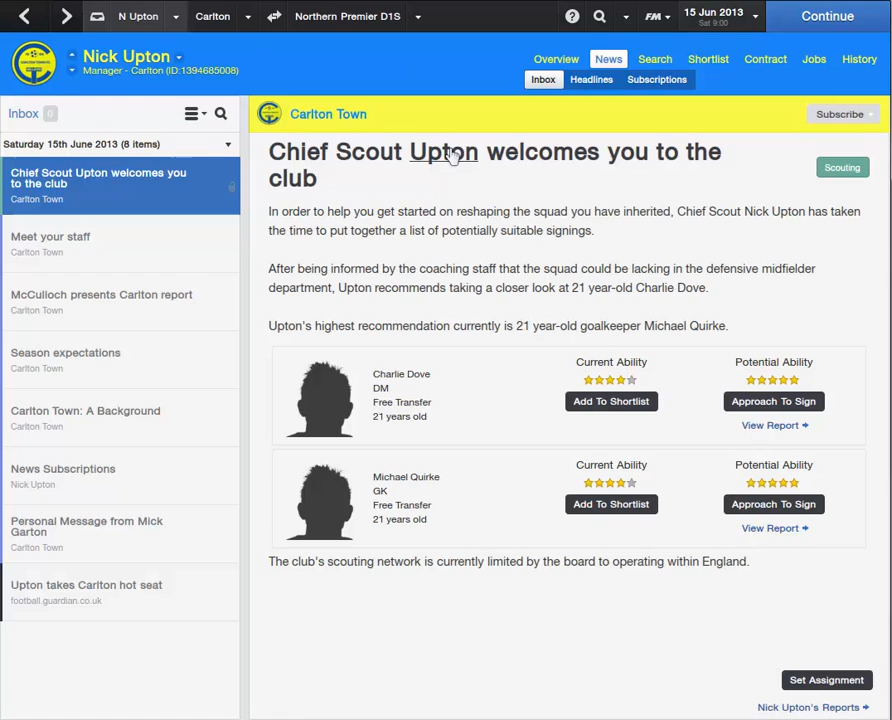 N Upton
Carlton
Northern Premier D1S
?
FM
15 Jun 2013
Sat 9:00
Continue
Nick Upton
Manager - Carlton (ID:1394685008)
Overview
News
Search
Shortlist
Contract
Jobs
History
Inbox
Headlines
Subscriptions
Inbox 0
Carlton Town
Subscribe
Saturday 15th June 2013 (8 items)
Chief Scout Upton welcomes you
to the club
Carlton Town
Meet your staff
Carlton Town
McCulloch presents Carlton report
Carlton Town
Season expectations
Carlton Town
Carlton Town: A Background
Carlton Town
News Subscriptions
Nick Upton
Personal Message from Mick
Garton
Carlton Town
Upton takes Carlton hot seat
football.guardian.co.uk
Chief Scout Upton welcomes you to the
club
Scouting
In order to help you get started on reshaping the squad you have inherited, Chief Scout Nick Upton has taken
the time to put together a list of potentially suitable signings.
After being informed by the coaching staff that the squad could be lacking in the defensive midfielder
department, Upton recommends taking a closer look at 21 year-old Charlie Dove.
Upton's highest recommendation currently is 21 year-old goalkeeper Michael Quirke.
Charlie Dove
DM
Free Transfer
21 years old
Current Ability
Add To Shortlist
Potential Ability
Approach To Sign
View Report
Michael Quirke
GK
Free Transfer
21 years old
Current Ability
Add To Shortlist
Potential Ability
Approach To Sign
View Report
The club's scouting network is currently limited by the board to operating within England.
Set Assignment
Nick Upton's Reports